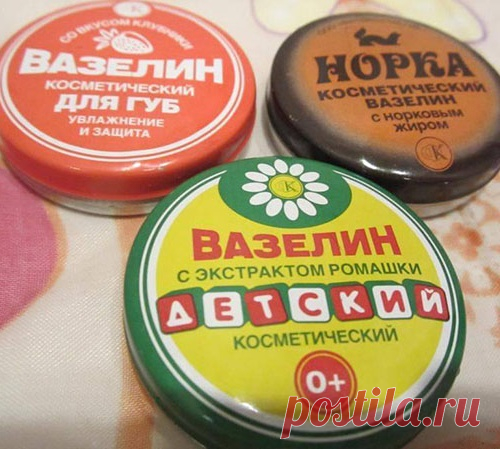 СО ВКУСОМ КЛУБНИКИ
К
ВАЗЕЛИН
КОСМЕТИЧЕСКИЙ
ДЛЯ ГУБ
УВЛАЖНЕНИЕ
И ЗАЩИТА
НОРКА
КОСМЕТИЧЕСКИЙ
ВАЗЕЛИН
С НОРКОВЫМ
ЖИРОМ
К
К
ВАЗЕЛИН
С ЭКСТРАКТОМ РОМАШКИ
ДЕТСКИЙ
КОСМЕТИЧЕСКИЙ
0+
postila.ru